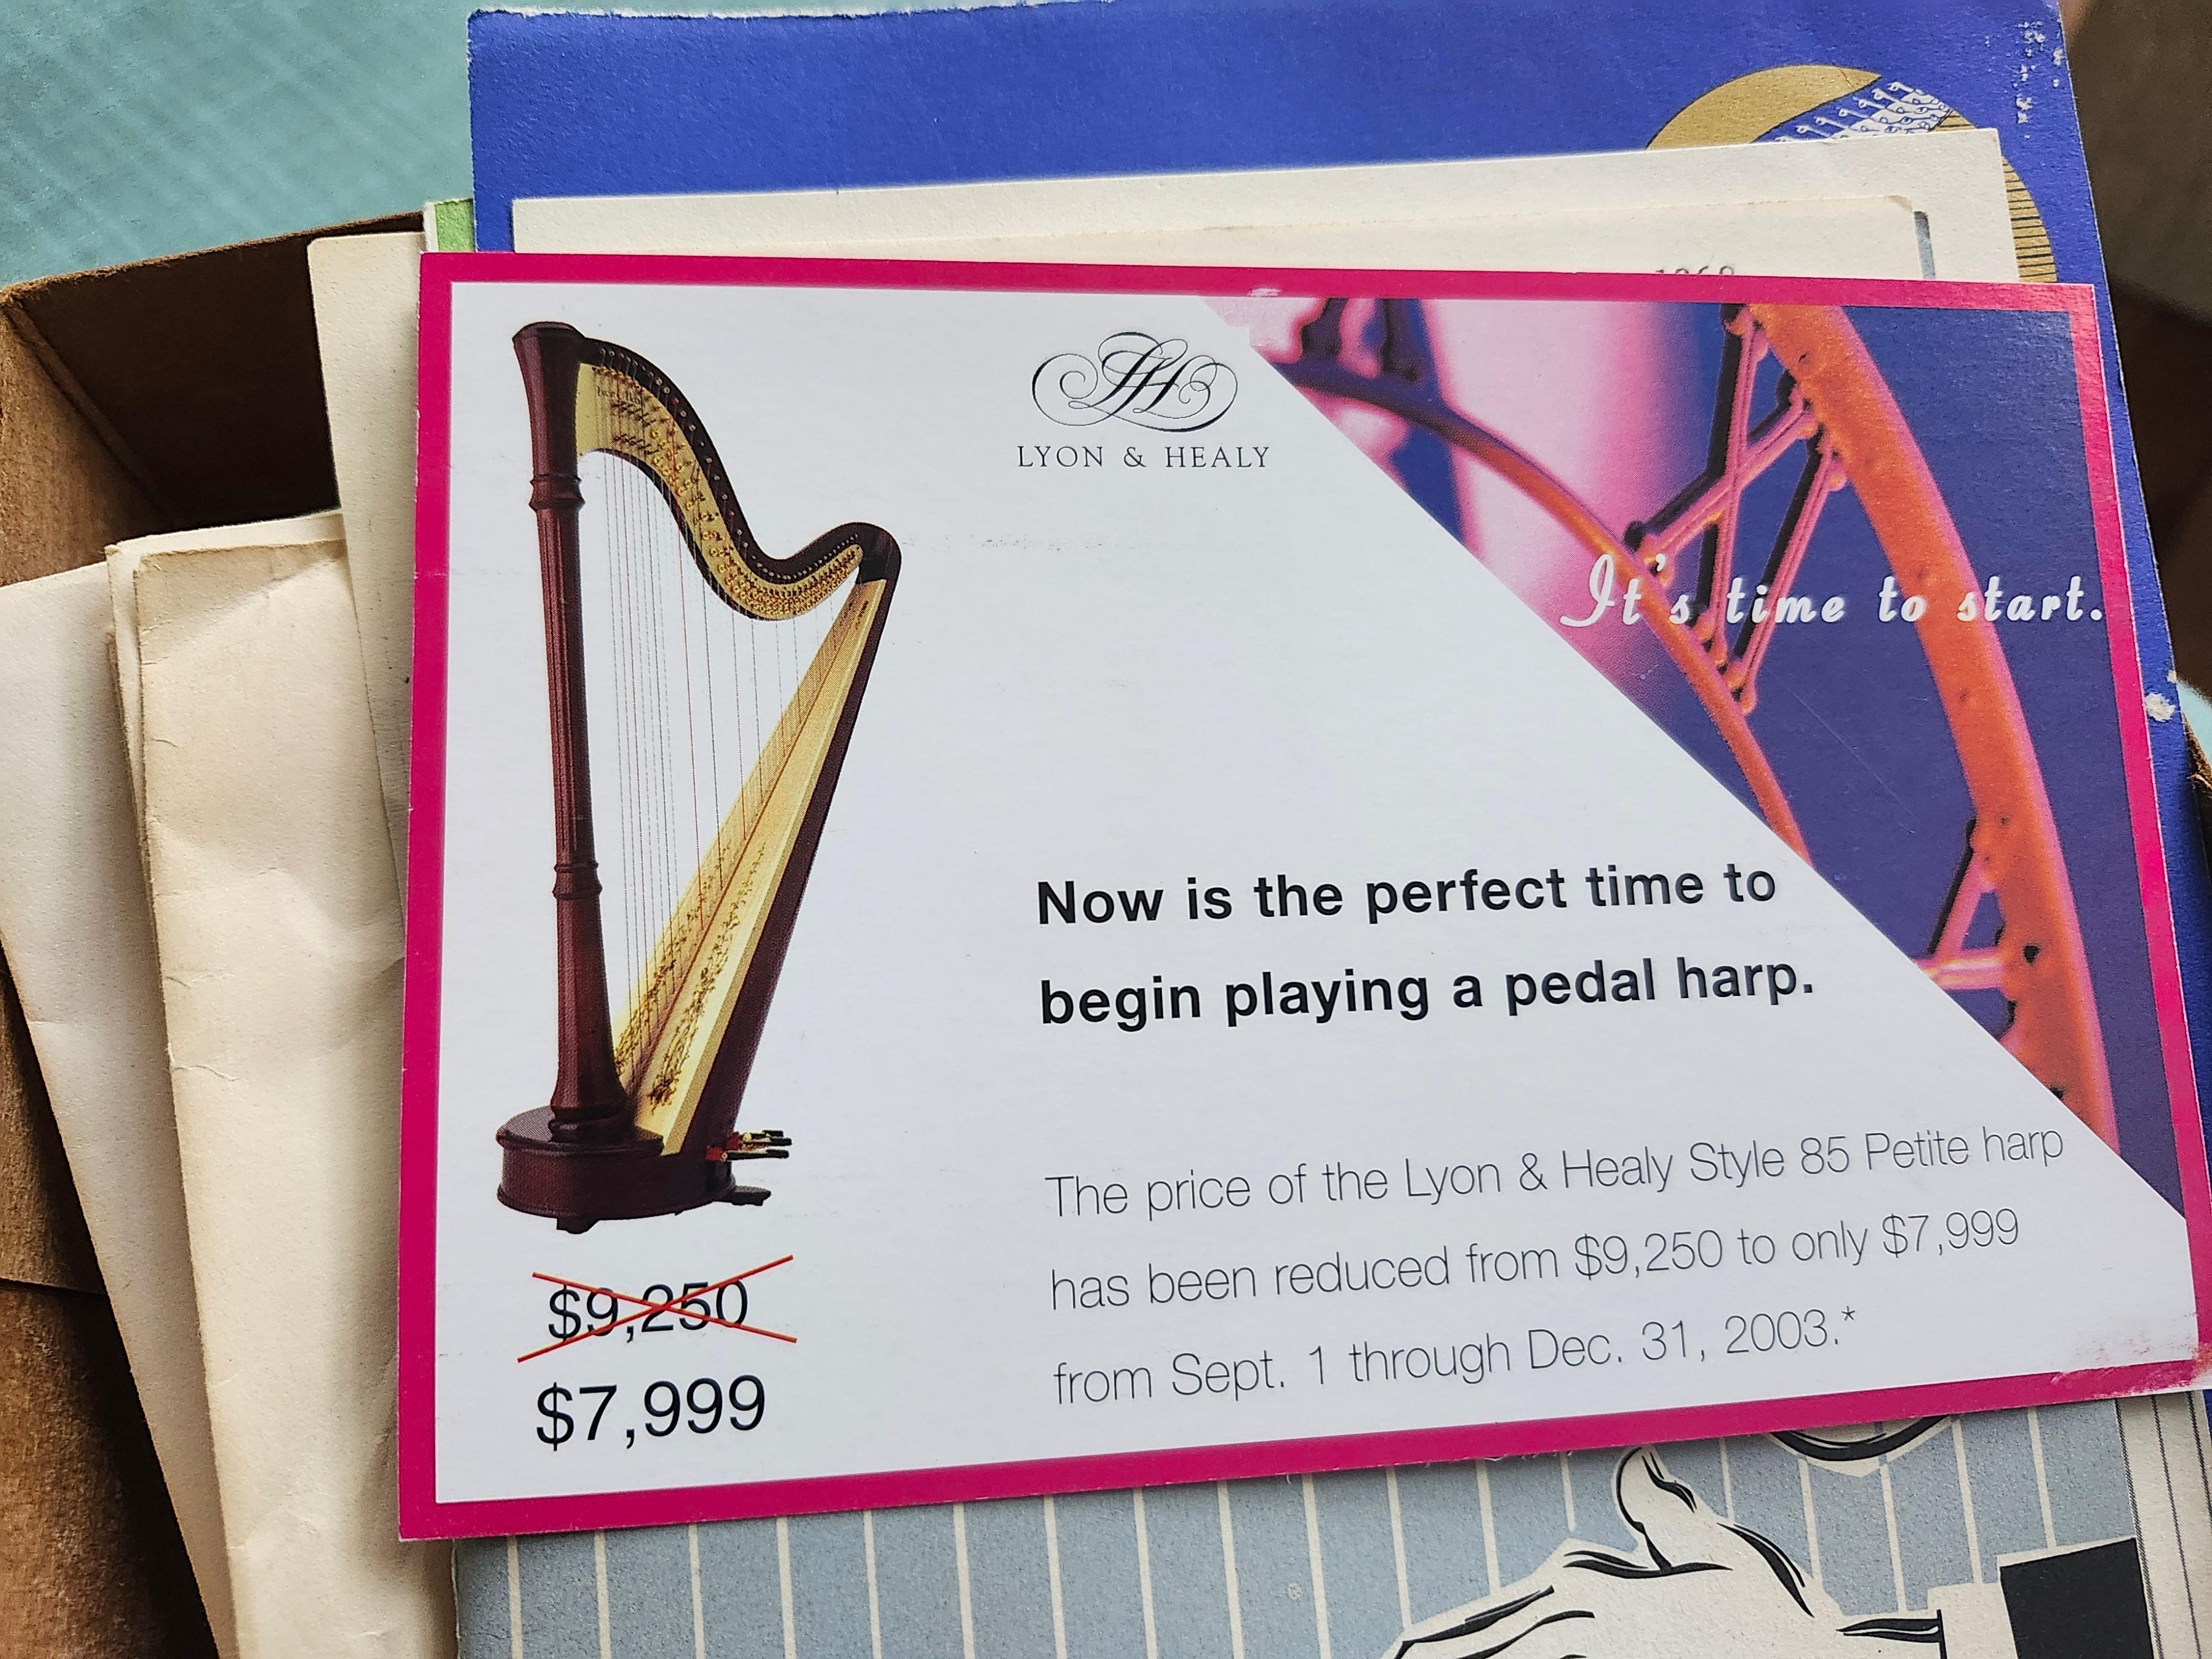 LYON & HEALY
It's time to start.
Now is the perfect time to
begin playing a pedal harp.
The price of the Lyon & Healy Style 85 Petite harp
has been reduced from $9,250 to only $7,999
from Sept. 1 through Dec. 31, 2003.*
$9,250
$7,999